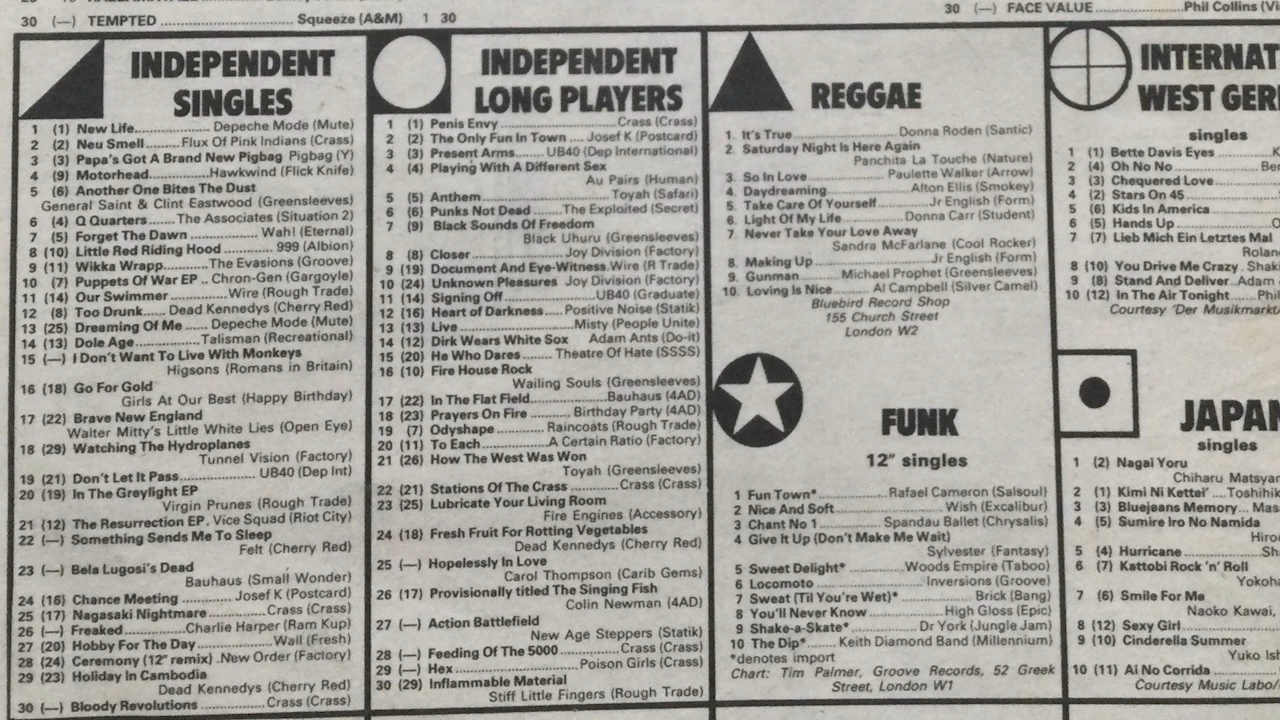 30 (—) TEMPTED Squeeze (A&M) 1 30
30 (—) FACE VALUE Phil Collins (Vi
INDEPENDENT
SINGLES
1 (1) New Life Depeche Mode (Mute)
2 (2) Neu Smell Flux Of Pink Indians (Crass)
3 (3) Papa's Got A Brand New Pigbag Pigbag (Y)
4 (9) Motorhead Hawkwind (Flick Knife)
5 (6) Another One Bites The Dust
General Saint & Clint Eastwood (Greensleeves)
6 (4) Q Quarters The Associates (Situation 2)
7 (5) Forget The Dawn Wah! (Eternal)
8 (10) Little Red Riding Hood 999 (Albion)
9 (11) Wikka Wrapp The Evasions (Groove)
10 (7) Puppets Of War EP Chron-Gen (Gargoyle)
11 (14) Our Swimmer Wire (Rough Trade)
12 (8) Too Drunk Dead Kennedys (Cherry Red)
13 (25) Dreaming Of Me Depeche Mode (Mute)
14 (13) Dole Age Talisman (Recreational)
15 (—) I Don't Want To Live With Monkeys
Higsons (Romans in Britain)
16 (18) Go For Gold
Girls At Our Best (Happy Birthday)
17 (22) Brave New England
Walter Mitty's Little White Lies (Open Eye)
18 (29) Watching The Hydroplanes
Tunnel Vision (Factory)
19 (21) Don't Let It Pass UB40 (Dep Int)
20 (19) In The Greylight EP
Virgin Prunes (Rough Trade)
21 (12) The Resurrection EP. Vice Squad (Riot City)
22 (—) Something Sends Me To Sleep
Felt (Cherry Red)
23 (—) Bela Lugosi's Dead
Bauhaus (Small Wonder)
24 (16) Chance Meeting Josef K (Postcard)
25 (17) Nagasaki Nightmare Crass (Crass)
26 (—) Freaked Charlie Harper (Ram Kup)
27 (20) Hobby For The Day Wall (Fresh)
28 (24) Ceremony (12" remix) .New Order (Factory)
29 (23) Holiday In Cambodia
Dead Kennedys (Cherry Red)
30 (—) Bloody Revolutions Crass (Crass)
INDEPENDENT
LONG PLAYERS
1 (1) Penis Envy Crass (Crass)
2 (2) The Only Fun In Town Josef K (Postcard)
3 (3) Present Arms UB40 (Dep International)
4 (4) Playing With A Different Sex
Au Pairs (Human)
5 (5) Anthem Toyah (Safari)
6 (6) Punks Not Dead The Exploited (Secret)
7 (9) Black Sounds Of Freedom
Black Uhuru (Greensleeves)
8 (8) Closer Joy Division (Factory)
9 (19) Document And Eye-Witness.Wire (R Trade)
10 (24) Unknown Pleasures Joy Division (Factory)
11 (14) Signing Off UB40 (Graduate)
12 (16) Heart of Darkness Positive Noise (Statik)
13 (13) Live Misty (People Unite)
14 (12) Dirk Wears White Sox Adam Ants (Do-it)
15 (20) He Who Dares Theatre Of Hate (SSSS)
16 (10) Fire House Rock
Wailing Souls (Greensleeves)
17 (22) In The Flat Field Bauhaus (4AD)
18 (23) Prayers On Fire Birthday Party (4AD)
19 (7) Odyshape Raincoats (Rough Trade)
20 (11) To Each A Certain Ratio (Factory)
21 (26) How The West Was Won
Toyah (Greensleeves)
22 (21) Stations Of The Crass Crass (Crass)
23 (25) Lubricate Your Living Room
Fire Engines (Accessory)
24 (18) Fresh Fruit For Rotting Vegetables
Dead Kennedys (Cherry Red)
25 (—) Hopelessly In Love
Carol Thompson (Carib Gems)
26 (17) Provisionally titled The Singing Fish
Colin Newman (4AD)
27 (—) Action Battlefield
New Age Steppers (Statik)
28 (—) Feeding Of The 5000 Crass (Crass)
29 (—) Hex Poison Girls (Crass)
30 (29) Inflammable Material
Stiff Little Fingers (Rough Trade)
REGGAE
1. It's True Donna Roden (Santic)
2. Saturday Night Is Here Again
Panchita La Touche (Nature)
3. So In Love Paulette Walker (Arrow)
4. Daydreaming Alton Ellis (Smokey)
5. Take Care Of Yourself Jr English (Form)
6. Light Of My Life Donna Carr (Student)
7. Never Take Your Love Away
Sandra McFarlane (Cool Rocker)
8. Making Up Jr English (Form)
9. Gunman Michael Prophet (Greensleeves)
10. Loving Is Nice Al Campbell (Silver Camel)
Bluebird Record Shop
155 Church Street
London W2
FUNK
12" singles
1 Fun Town* Rafael Cameron (Salsoul)
2 Nice And Soft Wish (Excalibur)
3 Chant No 1 Spandau Ballet (Chrysalis)
4 Give It Up (Don't Make Me Wait)
Sylvester (Fantasy)
5 Sweet Delight* Woods Empire (Taboo)
6 Locomoto Inversions (Groove)
7 Sweat (Til You're Wet)* Brick (Bang)
8 You'll Never Know High Gloss (Epic)
9 Shake-a-Skate* Dr York (Jungle Jam)
10 The Dip* Keith Diamond Band (Millennium)
*denotes import
Chart: Tim Palmer, Groove Records, 52 Greek
Street, London W1
INTERNAT
WEST GER
singles
1 (1) Bette Davis Eyes K
2 (4) Oh No No Be
3 (3) Chequered Love
4 (2) Stars On 45
5 (6) Kids In America
6 (5) Hands Up
7 (7) Lieb Mich Ein Letztes Mal
Rolan
8 (10) You Drive Me Crazy . Shak
9 (8) Stand And Deliver..Adam
10 (12) In The Air Tonight Phi
Courtesy 'Der Musikmarkt
JAPAN
singles
1 (2) Nagai Yoru
Chiharu Matsya
2 (1) Kimi Ni Kettei' Toshihik
3 (3) Bluejeans Memory Mas
4 (5) Sumire Iro No Namida
Hiro
5 (4) Hurricane Sh
6 (7) Kattobi Rock 'n' Roll
Yokoh
7 (6) Smile For Me
Naoko Kawai,
8 (12) Sexy Girl
9 (10) Cinderella Summer
Yuko Ish
10 (11) Ai No Corrida
Courtesy Music Labo/